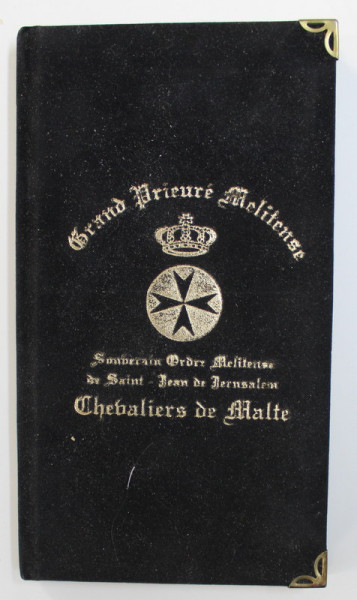 Grand Prieuré Melitense
Souverain Ordre Melitense
de Saint - Jean de Jerusalem
Chevaliers de Malte